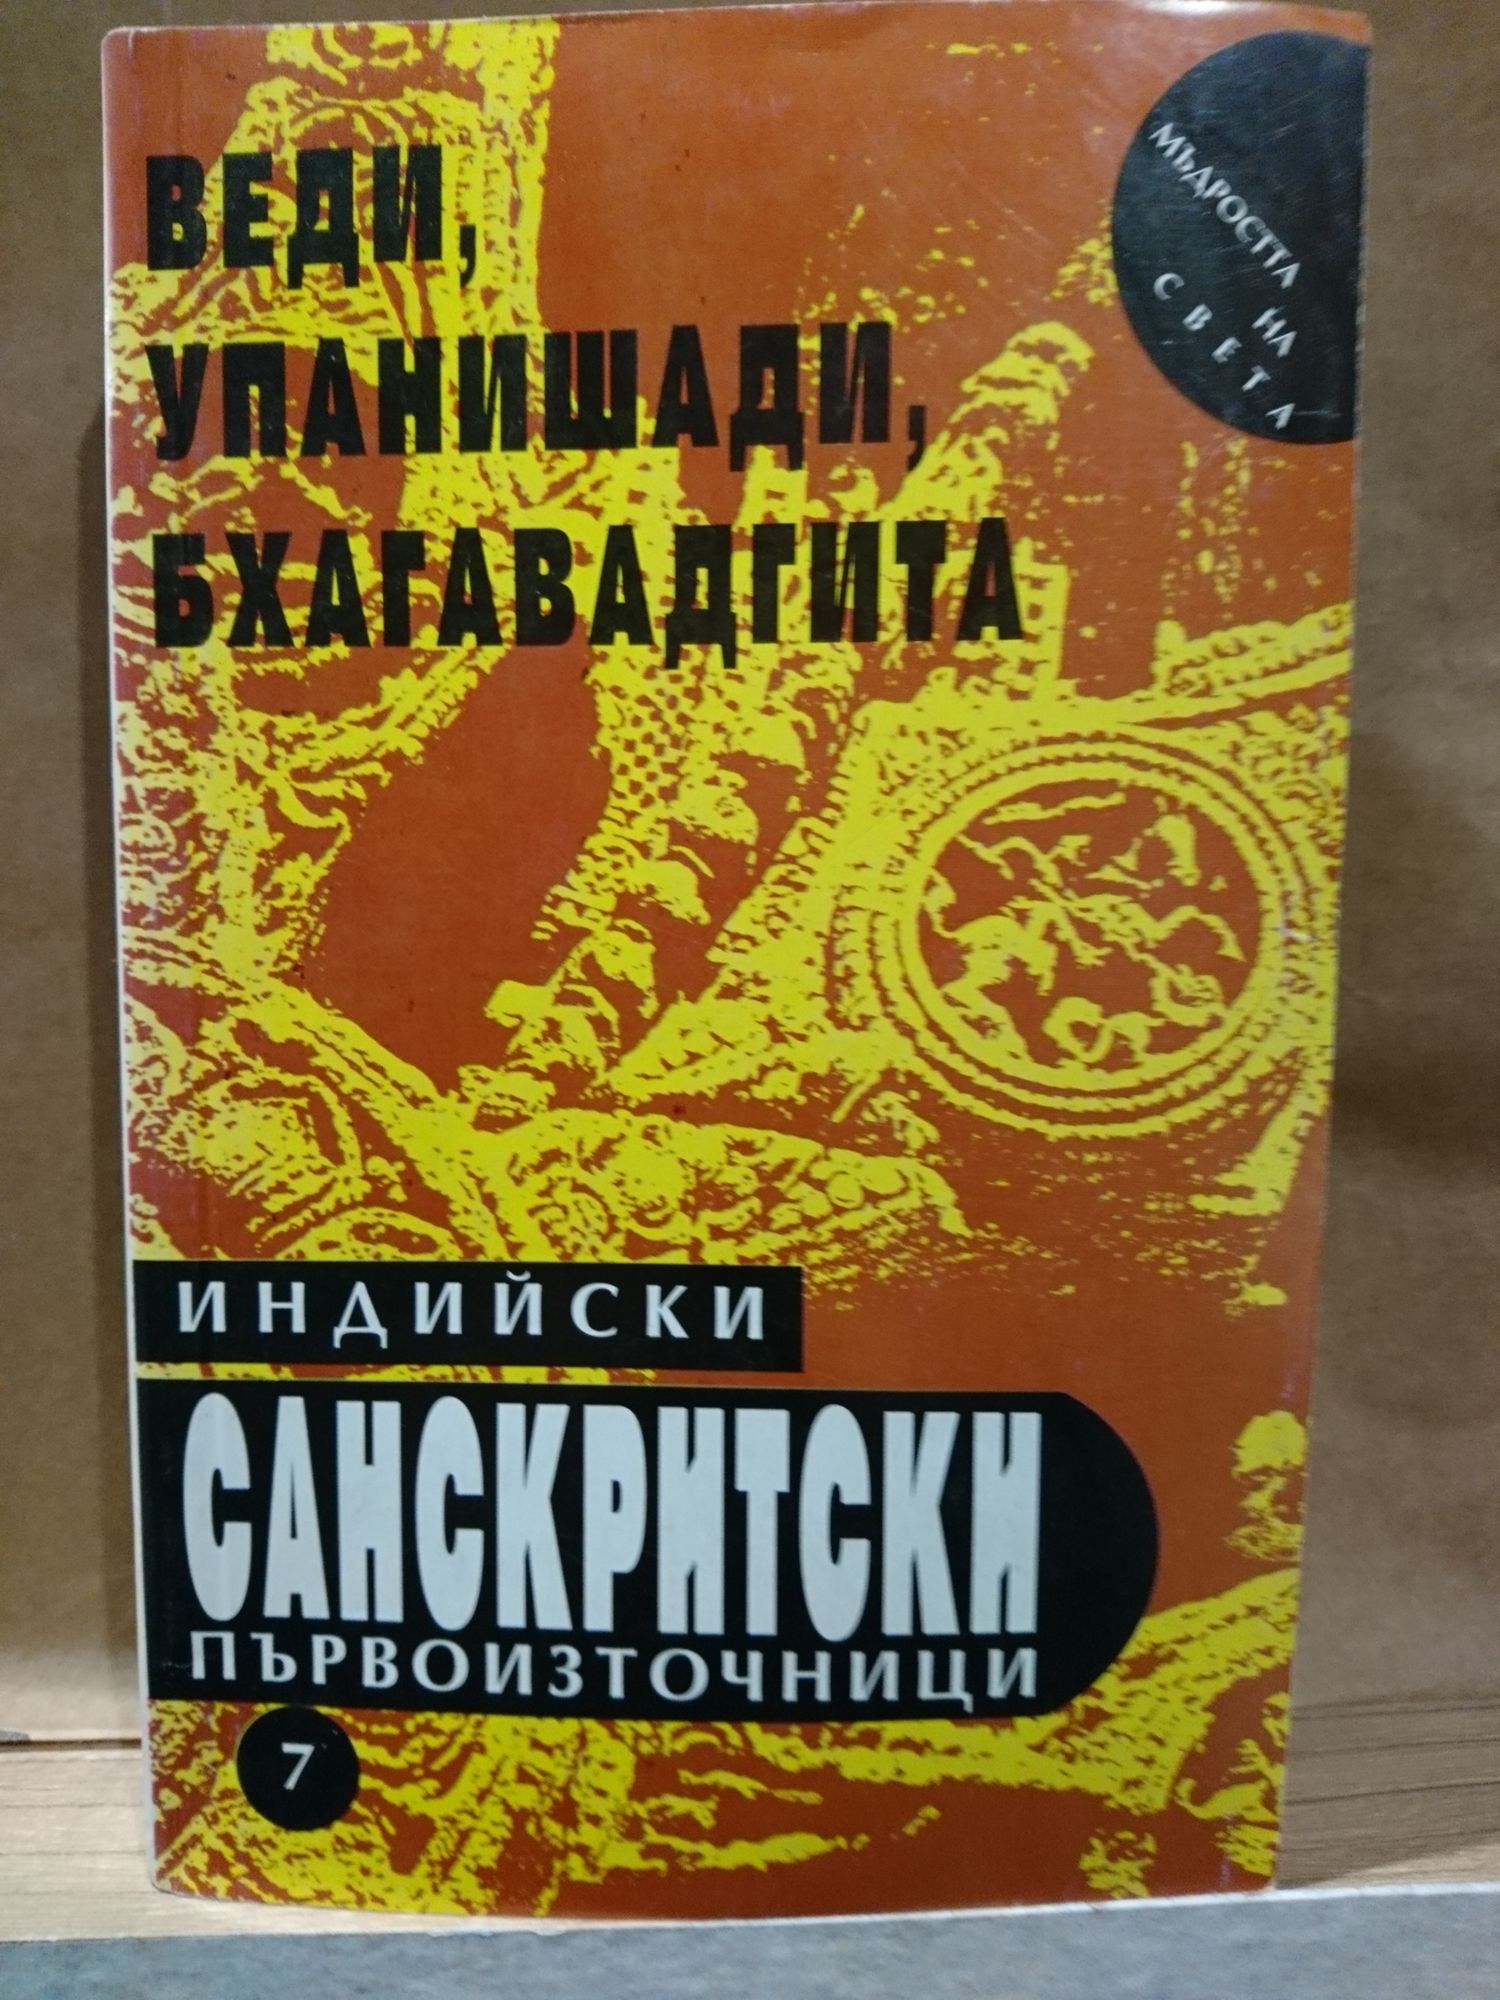 МЪДРОСТТА НА
СВЕТА
ВЕДИ,
УПАНИШАДИ,
БХАГАВАДГИТА
ИНДИЙСКИ
САНСКРИТСКИ
ПЪРВОИЗТОЧНИЦИ
7